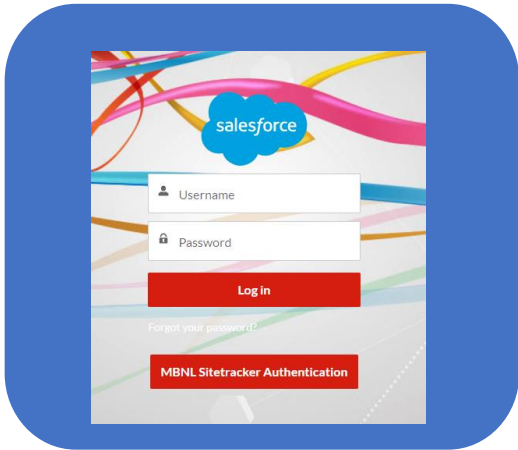 salesforce
Username
Password
Log in
Forgot your password?
MBNL Sitetracker Authentication